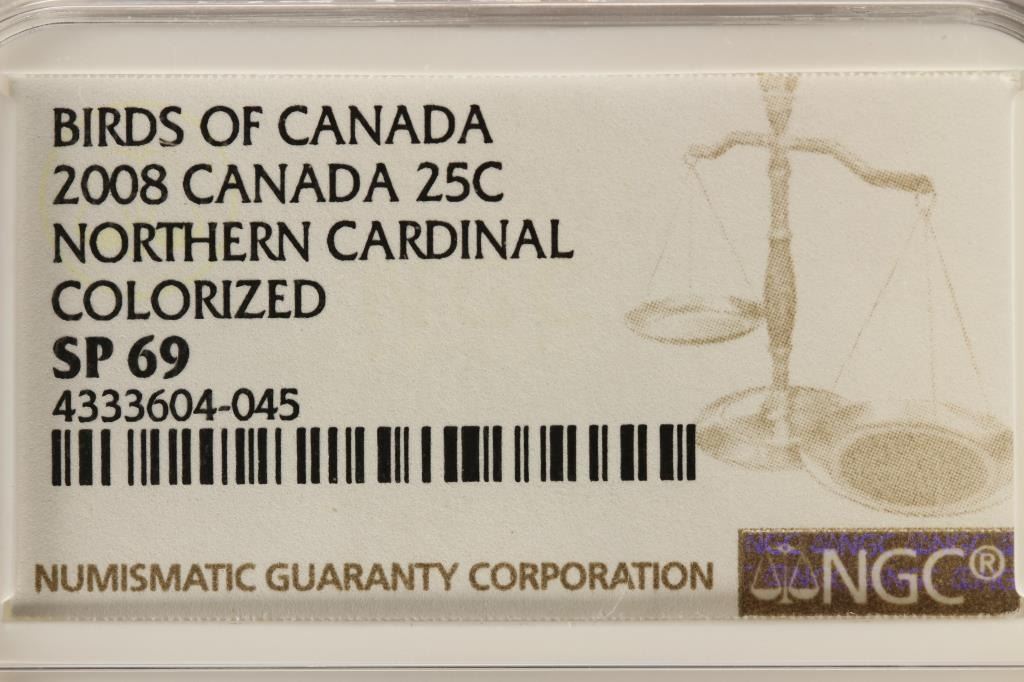 BIRDS OF CANADA
2008 CANADA 25C
NORTHERN CARDINAL
COLORIZED
SP 69
4333604-045
NUMISMATIC GUARANTY CORPORATION
NGC®